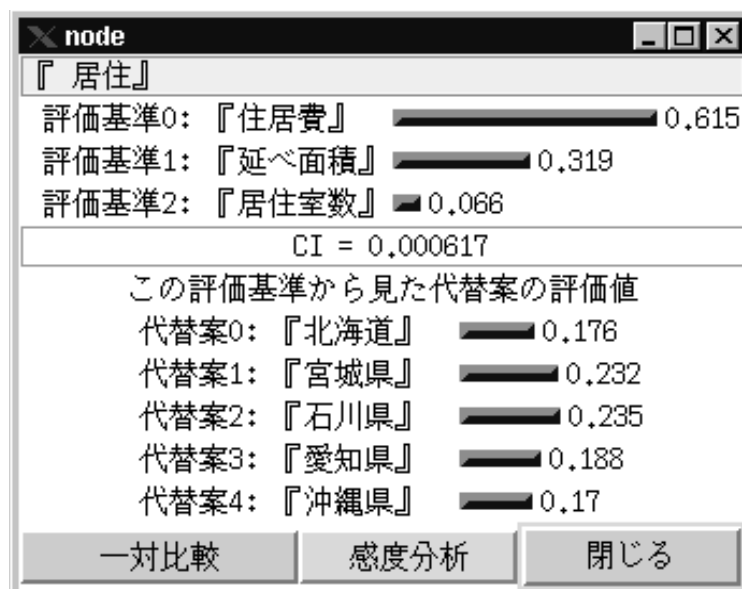 node
『 居住』
評価基準0: 『住居費』 0.615
評価基準1: 『延べ面積』 0.319
評価基準2: 『居住室数』 0.066
CI = 0.000617
この評価基準から見た代替案の評価値
代替案0: 『北海道』 0.176
代替案1: 『宮城県』 0.232
代替案2: 『石川県』 0.235
代替案3: 『愛知県』 0.188
代替案4: 『沖縄県』 0.17
一対比較 感度分析 閉じる